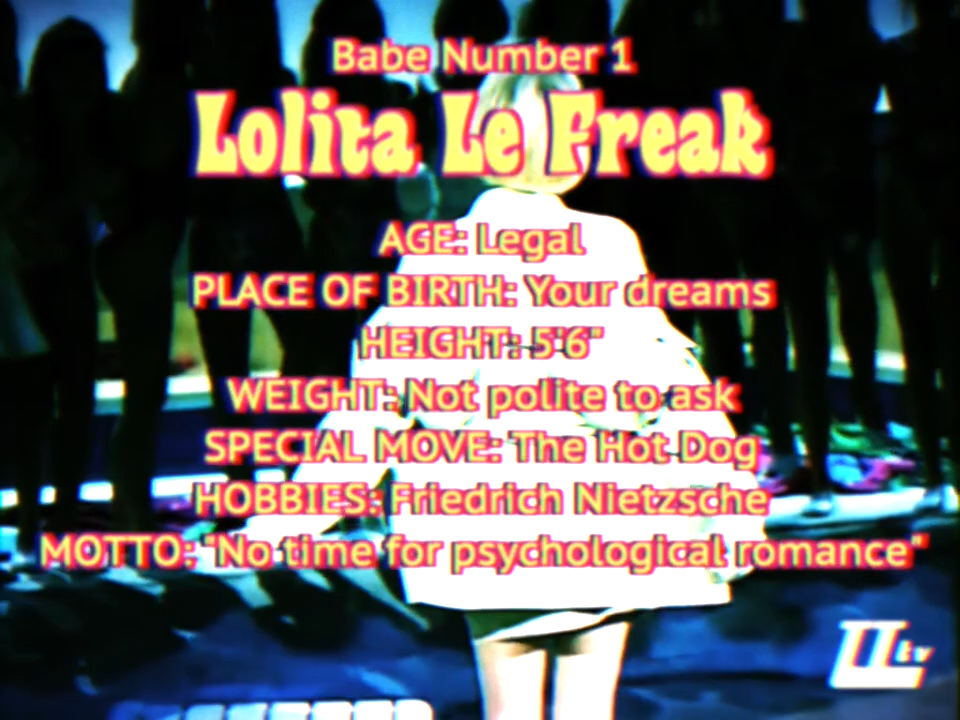 Babe Number 1
Lolita Le Freak
AGE: Legal
PLACE OF BIRTH: Your dreams
HEIGHT: 5'6"
WEIGHT: Not polite to ask
SPECIAL MOVE: The Hot Dog
HOBBIES: Friedrich Nietzsche
MOTTO: "No time for psychological romance"
LLtv